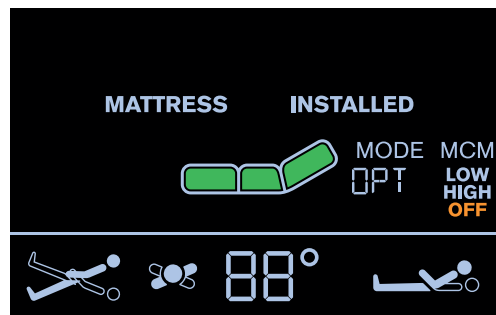 MATTRESS INSTALLED
MODE MCM
OPT LOW
HIGH
OFF
88°